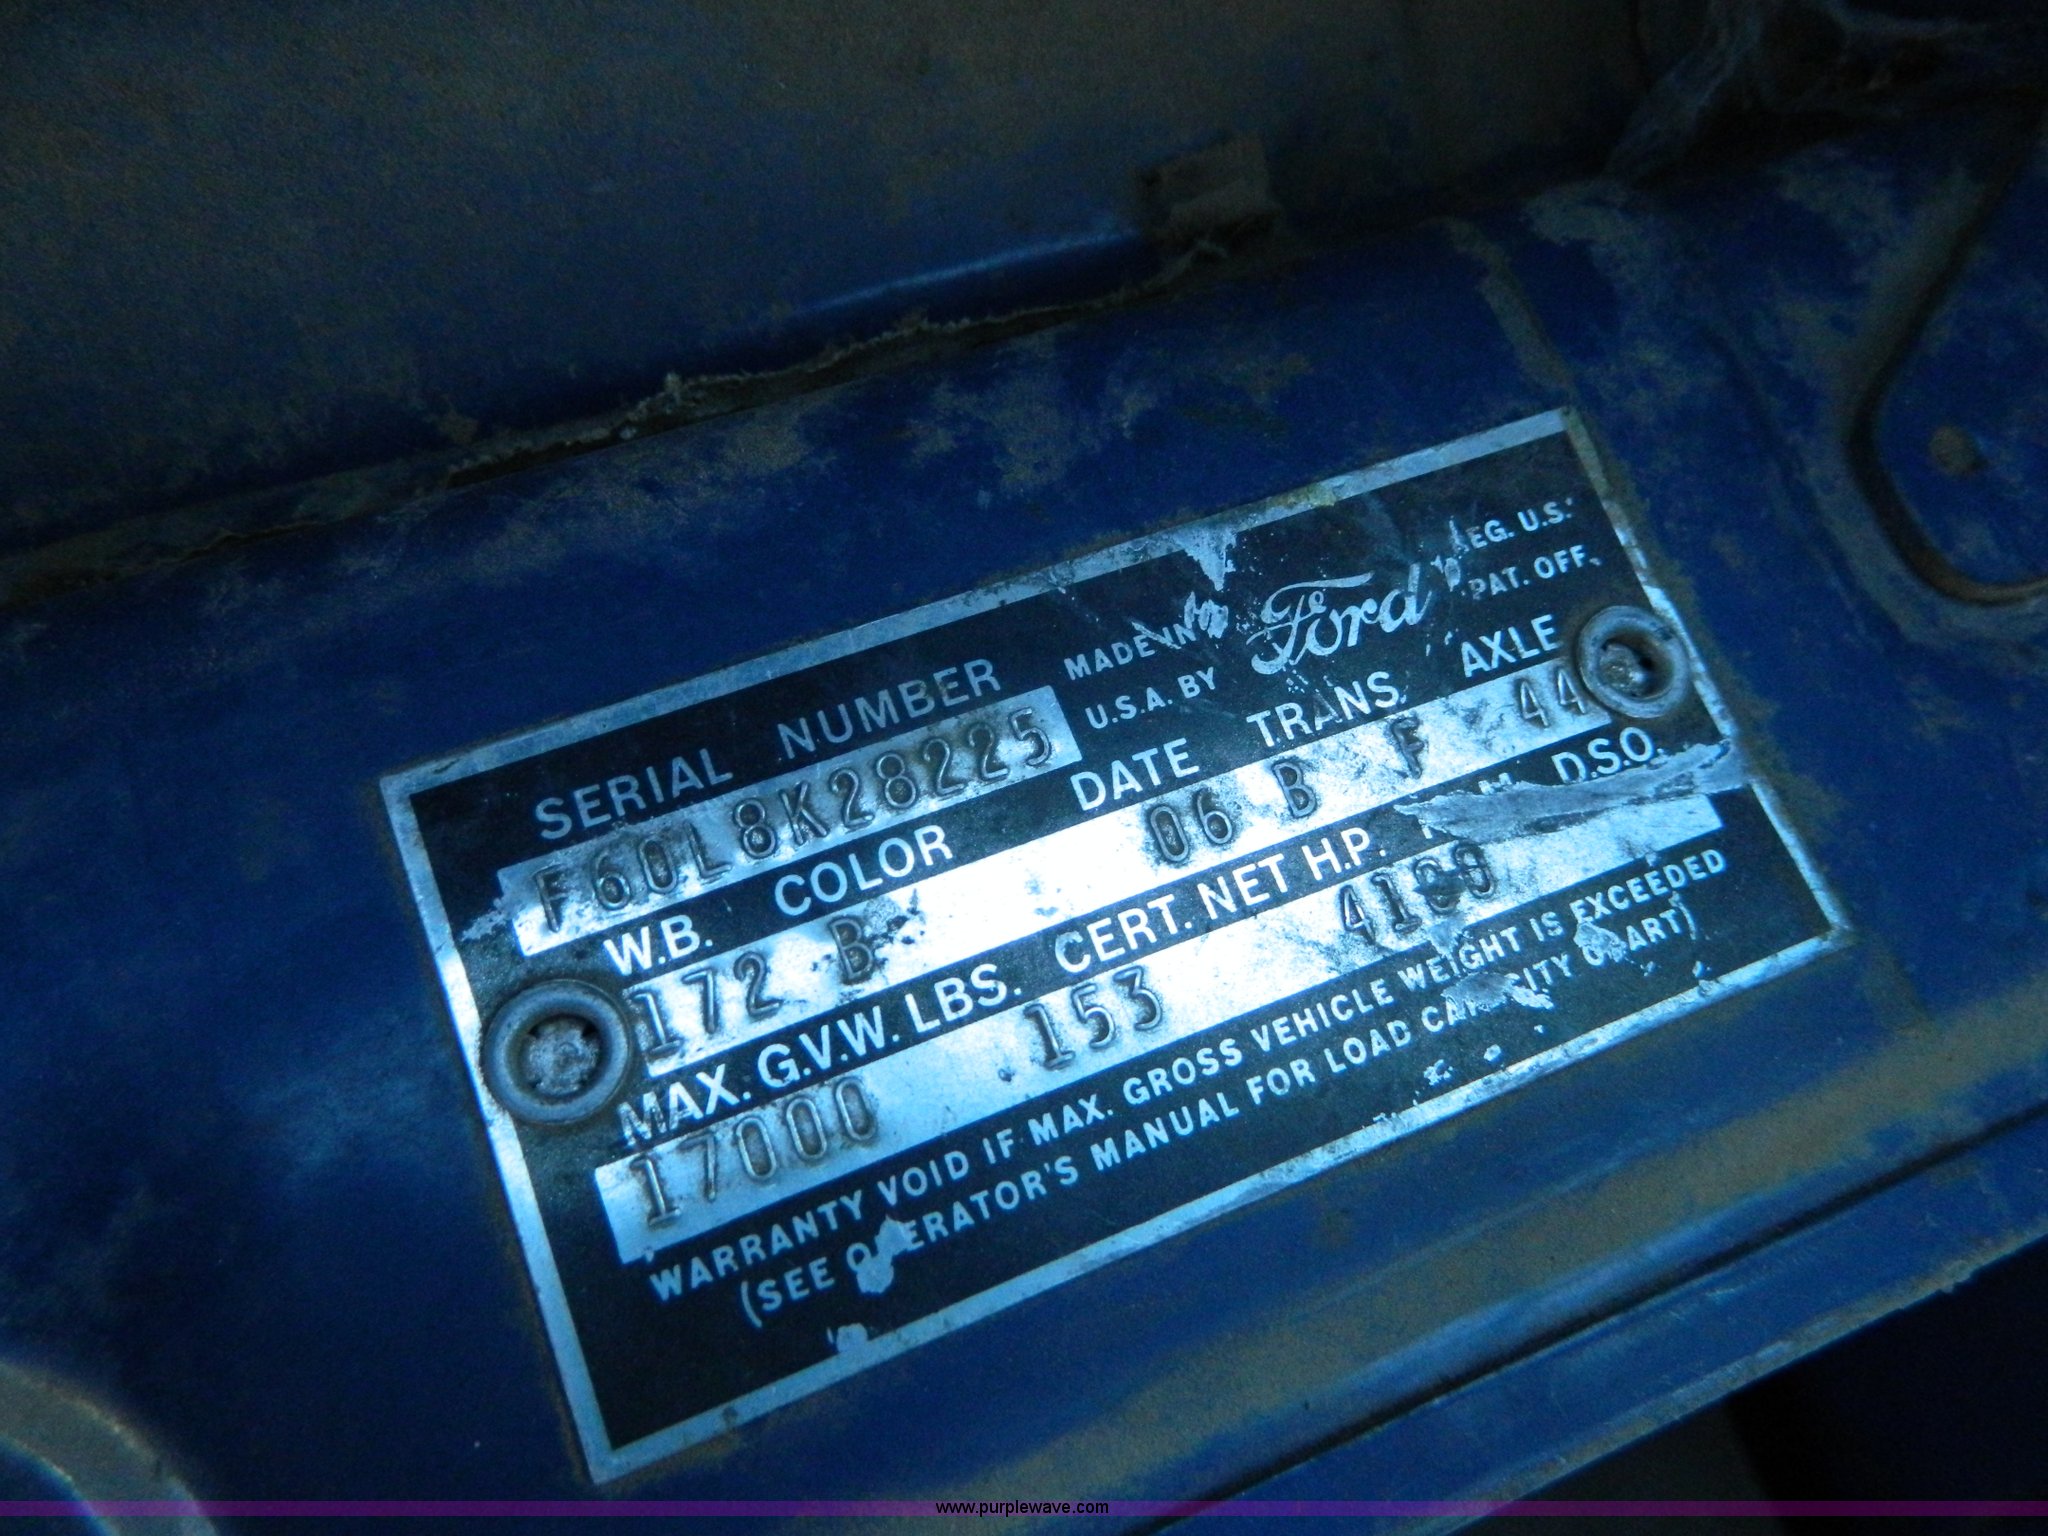 SERIAL NUMBER
MADE IN
U.S.A. BY
Ford
REG. U.S.
PAT. OFF.
F60L8K28225
W.B. COLOR DATE TRANS. AXLE
172 B 06 B F 44
MAX. G.V.W. LBS. CERT. NET H.P. D.S.O.
17000 153
WARRANTY VOID IF MAX. GROSS VEHICLE WEIGHT IS EXCEEDED
(SEE OPERATOR'S MANUAL FOR LOAD CAPACITY CHART)
www.purplewave.com